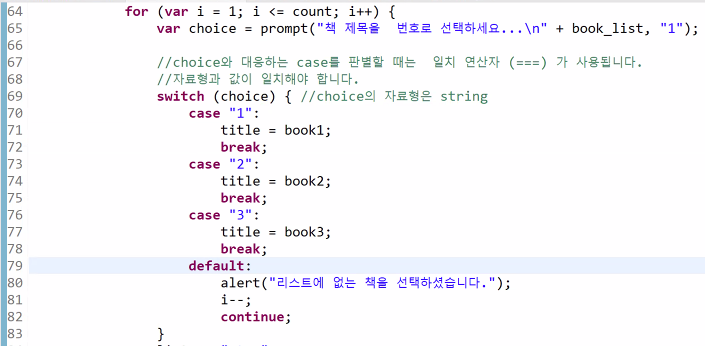 64 for (var i = 1; i <= count; i++) {
65 var choice = prompt("책 제목을  번호로 선택하세요...\n" + book_list, "1");
66
67 //choice와 대응하는 case를 판별할 때는  일치 연산자 (===) 가 사용됩니다.
68 //자료형과 값이 일치해야 합니다.
69 switch (choice) { //choice의 자료형은 string
70 case "1":
71 title = book1;
72 break;
73 case "2":
74 title = book2;
75 break;
76 case "3":
77 title = book3;
78 break;
79 default:
80 alert("리스트에 없는 책을 선택하셨습니다.");
81 i--;
82 continue;
83 }